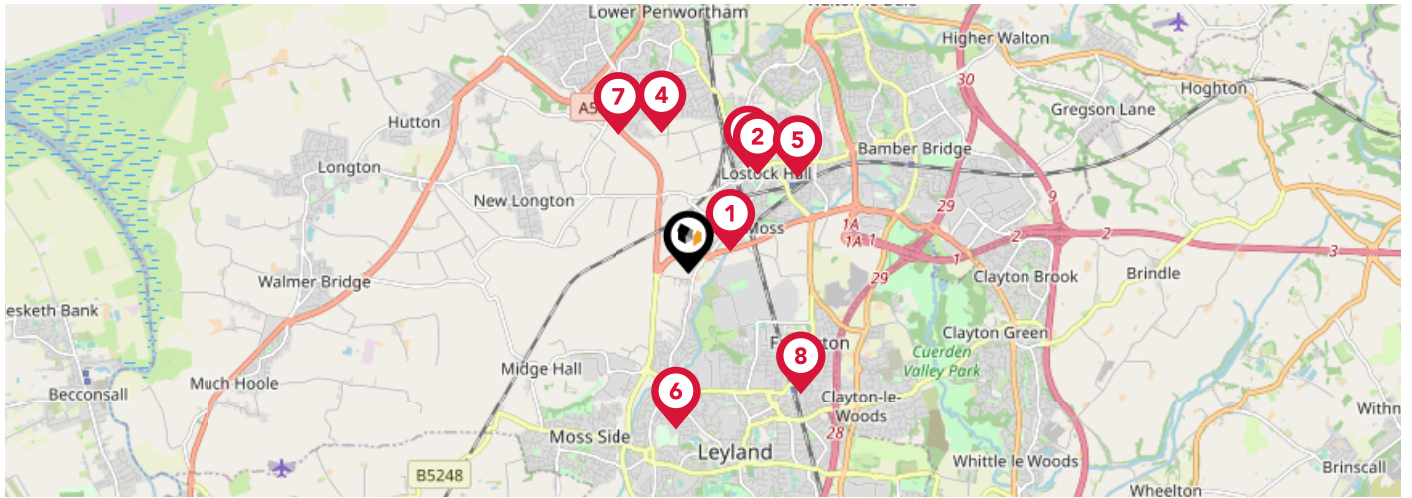 Lower Penwortham
Higher Walton
30
Hoghton
Gregson Lane
7
4
Hutton
2
5
Bamber Bridge
Lostock Hall
Longton
New Longton
29
9
1
Moss
1A
1A
1
2
2
3
1
Walmer Bridge
29
Clayton Brook
Brindle
esketh Bank
Clayton Green
8
Cuerden
Valley Park
Midge Hall
Much Hoole
6
Becconsall
Clayton-le-
Woods
28
Moss Side
Leyland
Whittle le Woods
Withn
Brinscall
B5248
Wheelton